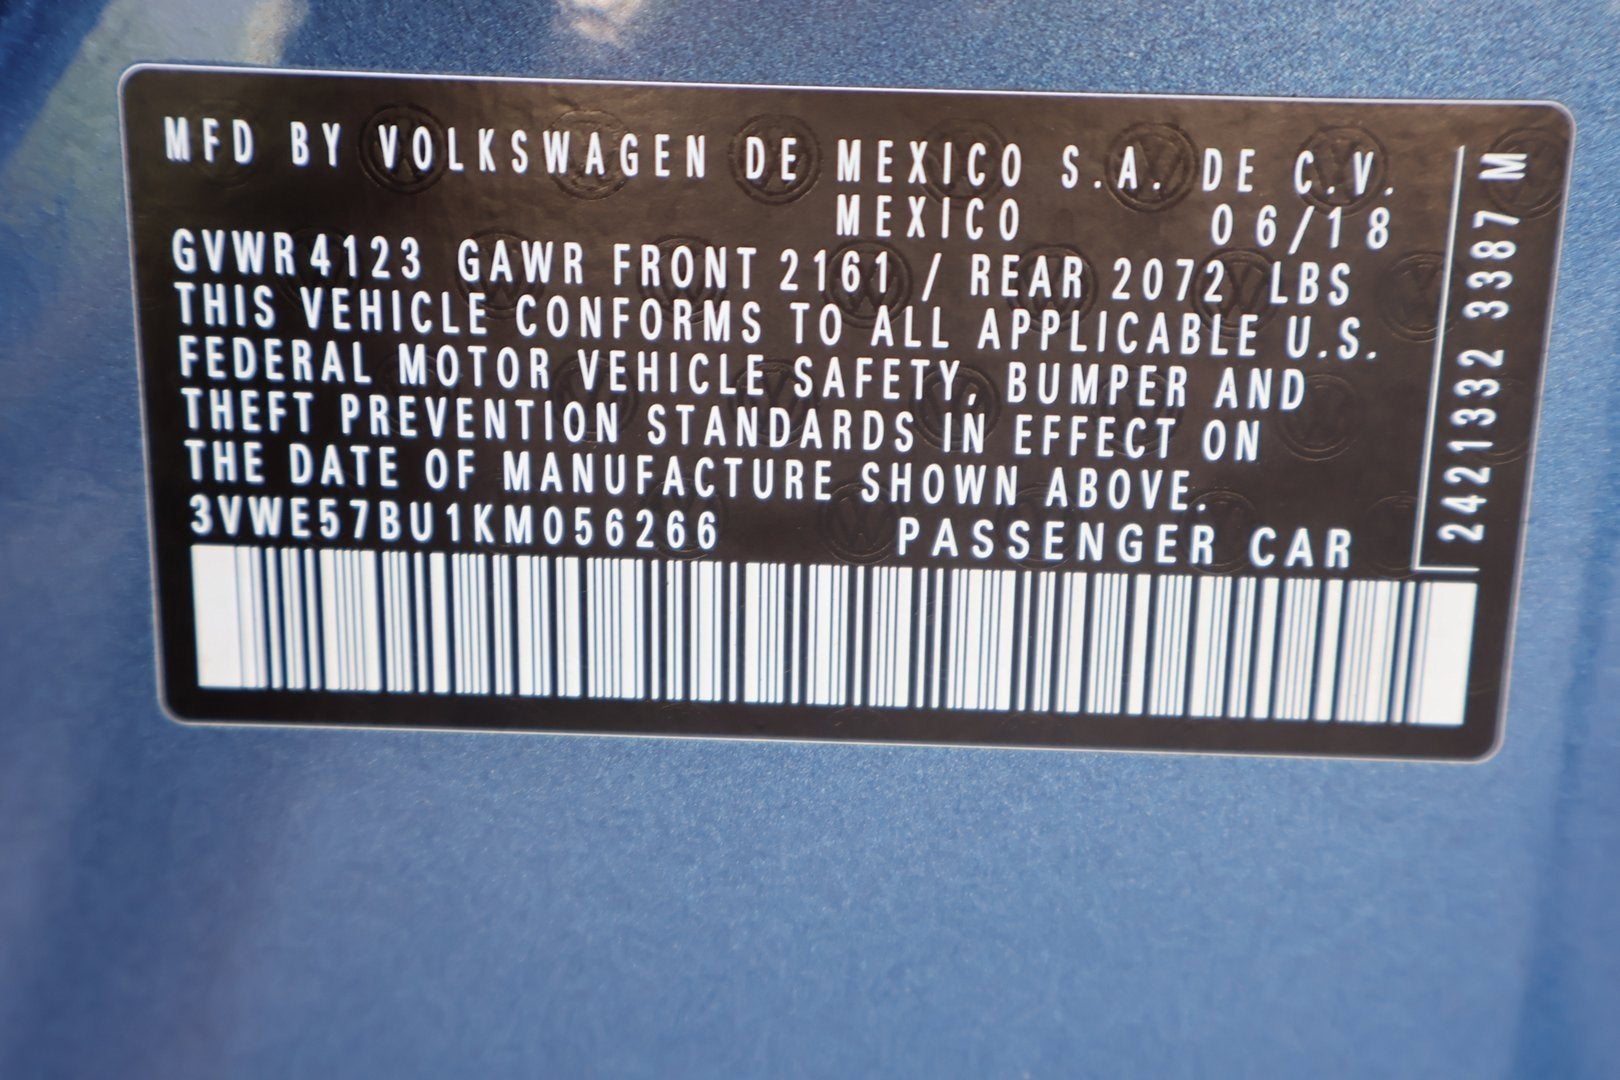 MFD BY VOLKSWAGEN DE MEXICO S.A. DE C.V.
MEXICO 06/18
GVWR 4123 GAWR FRONT 2161 / REAR 2072 LBS
THIS VEHICLE CONFORMS TO ALL APPLICABLE U.S.
FEDERAL MOTOR VEHICLE SAFETY, BUMPER AND
THEFT PREVENTION STANDARDS IN EFFECT ON
THE DATE OF MANUFACTURE SHOWN ABOVE.
3VWE57BU1KM056266 PASSENGER CAR
2421332 3387 M